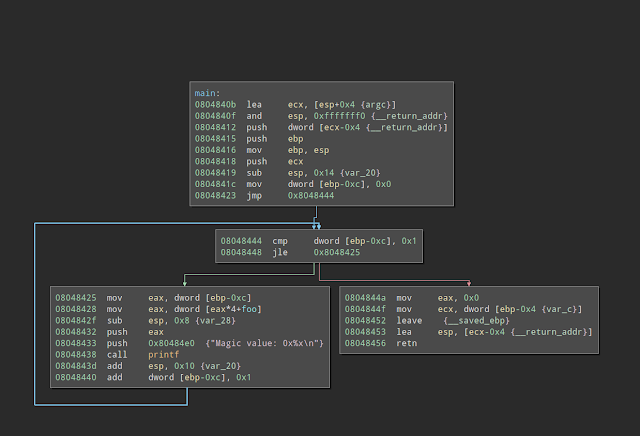 main:
0804840b lea ecx, [esp+0x4 {argc}]
0804840f and esp, 0xfffffff0 {__return_addr}
08048412 push dword [ecx-0x4 {__return_addr}]
08048415 push ebp
08048416 mov ebp, esp
08048418 push ecx
08048419 sub esp, 0x14 {var_20}
0804841c mov dword [ebp-0xc], 0x0
08048423 jmp 0x8048444
08048444 cmp dword [ebp-0xc], 0x1
08048448 jle 0x8048425
08048425 mov eax, dword [ebp-0xc]
08048428 mov eax, dword [eax*4+foo]
0804842f sub esp, 0x8 {var_28}
08048432 push eax
08048433 push 0x80484e0 {"Magic value: 0x%x\n"}
08048438 call printf
0804843d add esp, 0x10 {var_20}
08048440 add dword [ebp-0xc], 0x1
0804844a mov eax, 0x0
0804844f mov ecx, dword [ebp-0x4 {var_c}]
08048452 leave {__saved_ebp}
08048453 lea esp, [ecx-0x4 {__return_addr}]
08048456 retn